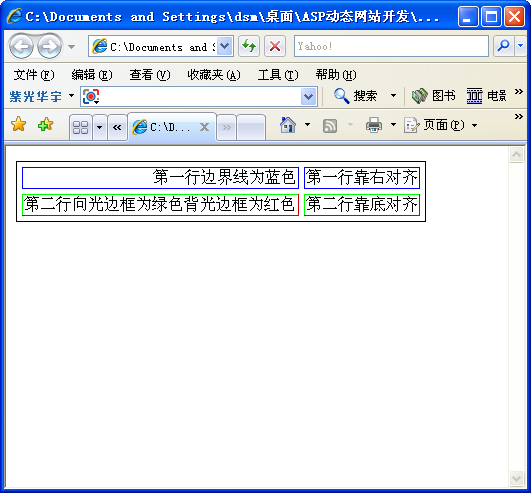 C:\Documents and Settings\dsm\桌面\ASP动态网站开发\...
C:\Documents and S
Yahoo!
文件(F) 编辑(E) 查看(V) 收藏夹(A) 工具(T) 帮助(H)
紫光华宇 搜索 图书 电影
C:\D... 页面(P)
第一行边界线为蓝色 第一行靠右对齐
第二行向光边框为绿色背光边框为红色 第二行靠底对齐